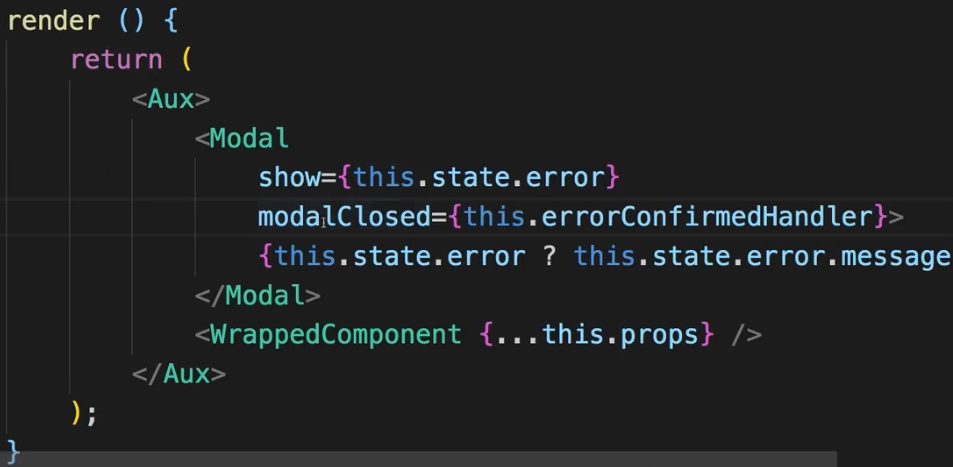 render () {
return (
<Aux>
<Modal
show={this.state.error}
modalClosed={this.errorConfirmedHandler}>
{this.state.error ? this.state.error.message
</Modal>
<WrappedComponent {...this.props} />
</Aux>
);
}